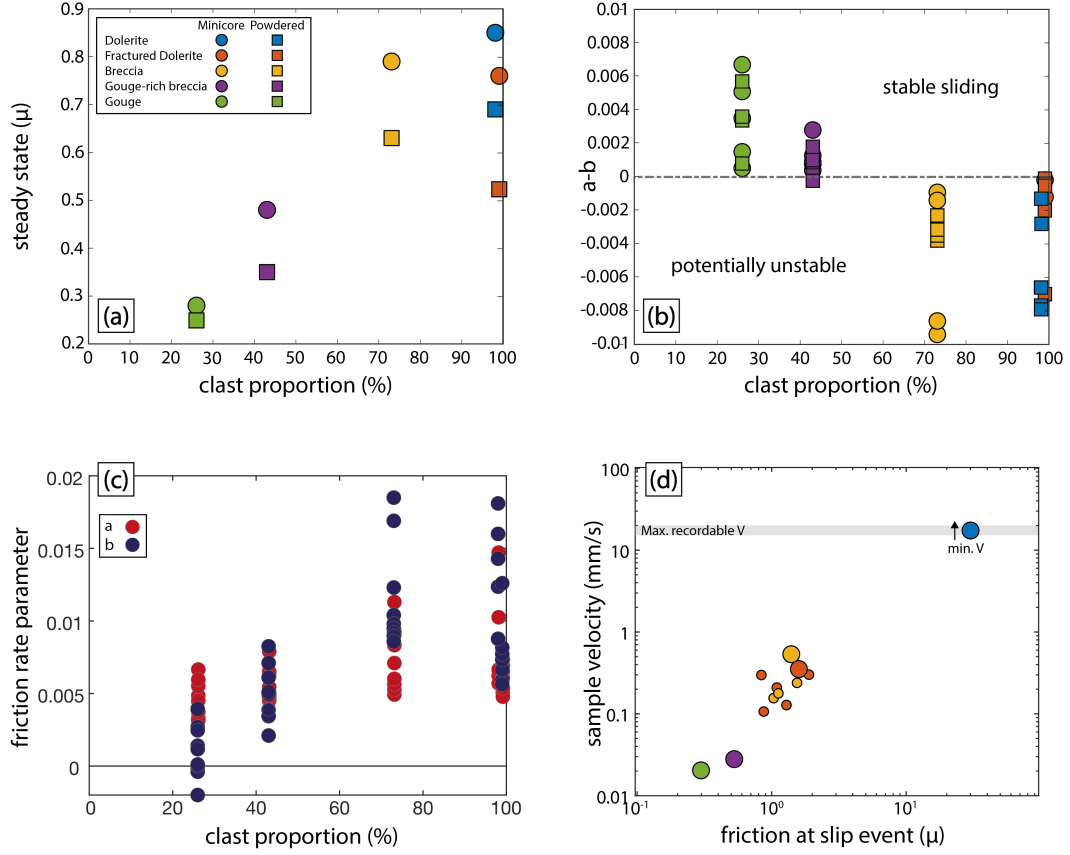 0.9
0.8
0.7
0.6
0.5
0.4
0.3
0.2
steady state (μ)
Minicore Powdered
Dolerite
Fractured Dolerite
Breccia
Gouge-rich breccia
Gouge
(a)
0 10 20 30 40 50 60 70 80 90 100
clast proportion (%)
0.01
0.008
0.006
0.004
0.002
0
-0.002
-0.004
-0.006
-0.008
-0.01
a-b
stable sliding
potentially unstable
(b)
0 10 20 30 40 50 60 70 80 90 100
clast proportion (%)
(c)
0.02
0.015
0.01
0.005
0
friction rate parameter
a
b
0 20 40 60 80 100
clast proportion (%)
(d)
100
10
1
0.1
0.01
sample velocity (mm/s)
Max. recordable V
min. V
10-1 100 101
friction at slip event (μ)